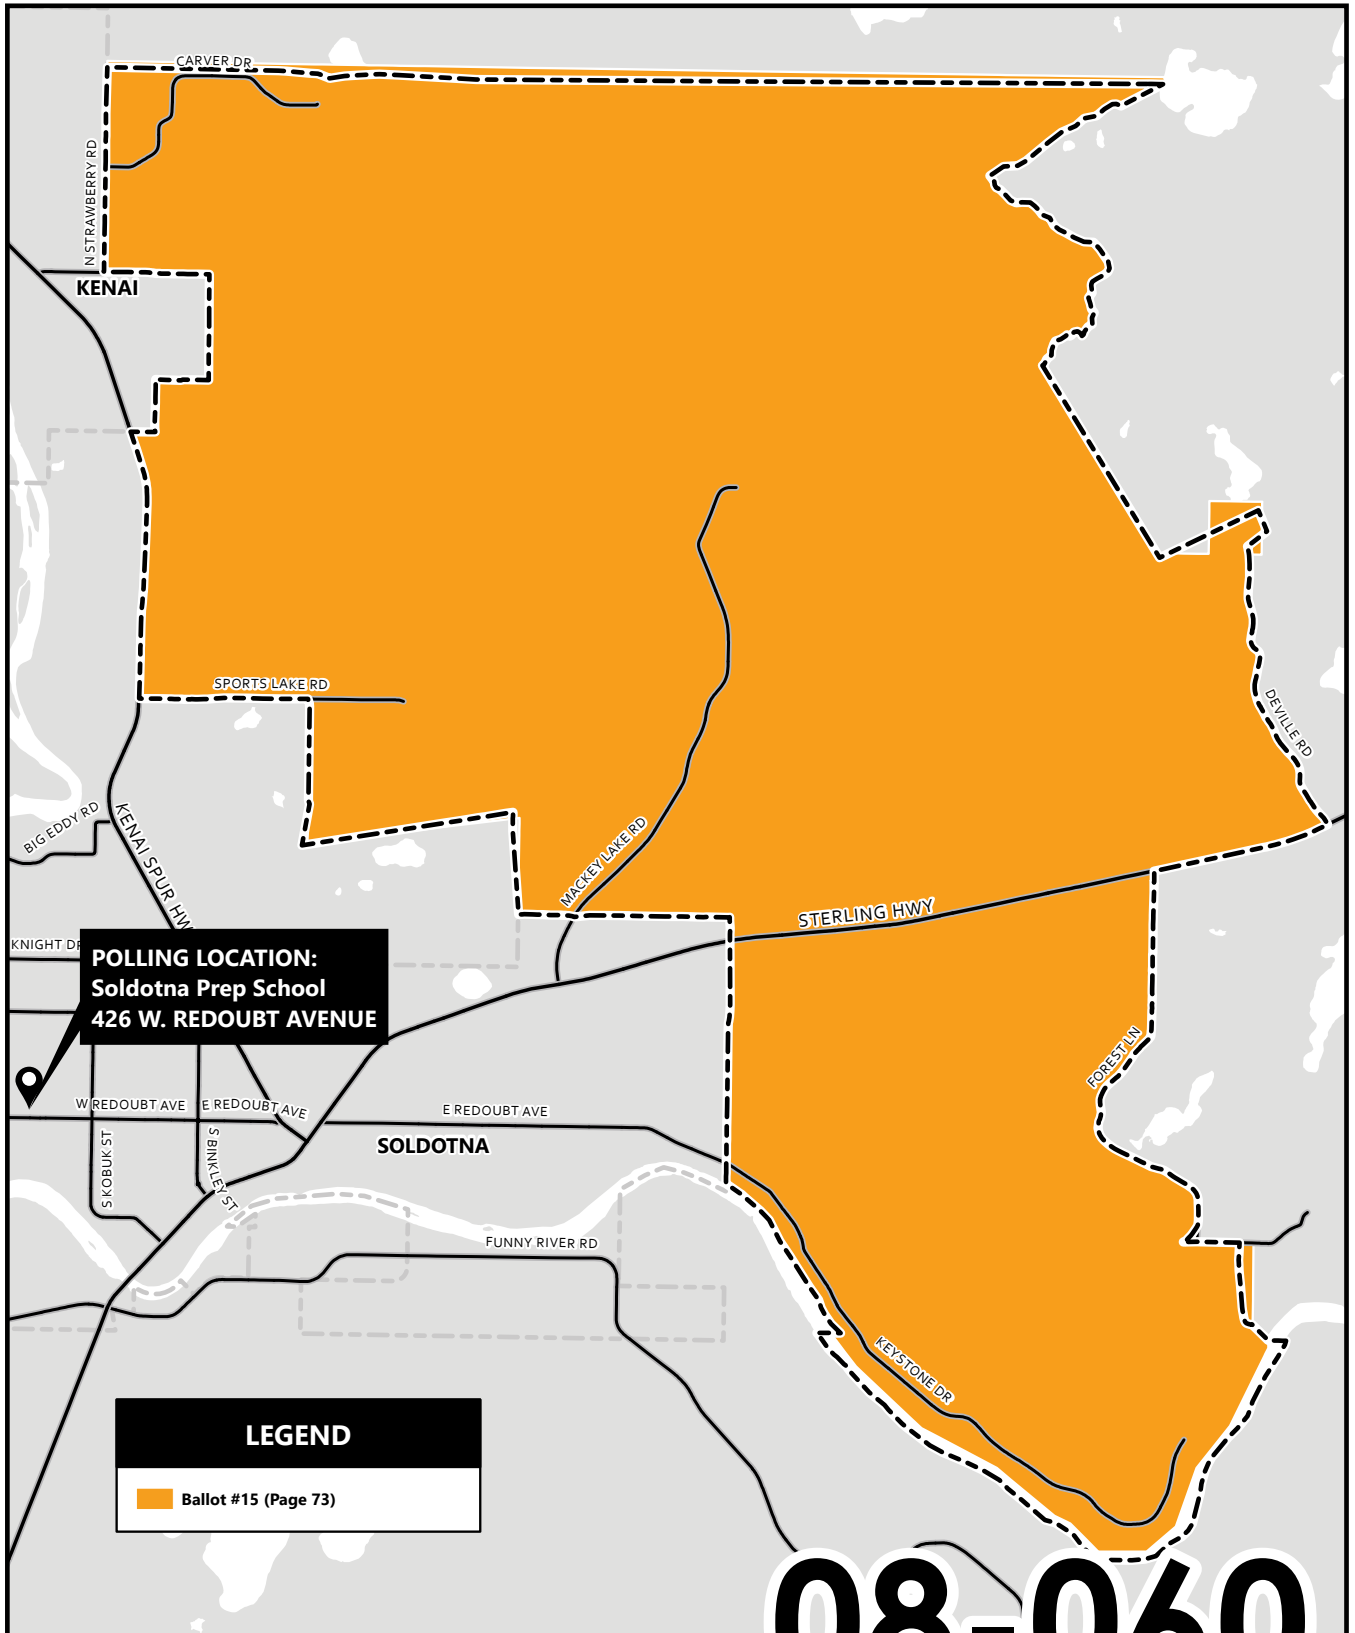 CARVER DR
N STRAWBERRY RD
KENAI
SPORTS LAKE RD
DEVILLE RD
BIG EDDY RD
KENAI SPUR HW
MACKEY LAKE RD
STERLING HWY
KNIGHT DR
POLLING LOCATION:
Soldotna Prep School
426 W. REDOUBT AVENUE
FOREST LN
W REDOUBT AVE
E REDOUBT AVE
E REDOUBT AVE
SOLDOTNA
S KOBUK ST
S BINKLEY ST
FUNNY RIVER RD
KEYSTONE DR
LEGEND
Ballot #15 (Page 73)
08-060